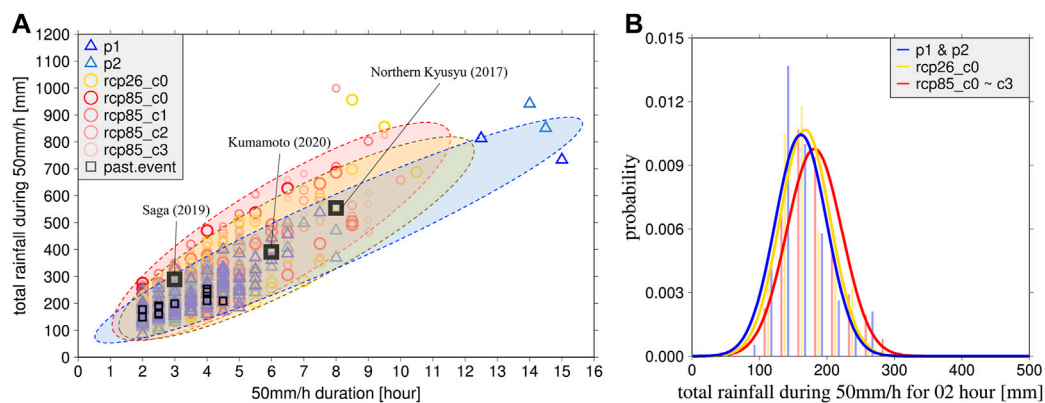 A
1200
1100
1000
900
800
700
600
500
400
300
200
100
0
total rainfall during 50mm/h [mm]
p1
p2
rcp26_c0
rcp85_c0
rcp85_c1
rcp85_c2
rcp85_c3
past.event
Northern Kyusyu (2017)
Kumamoto (2020)
Saga (2019)
0 1 2 3 4 5 6 7 8 9 10 11 12 13 14 15 16
50mm/h duration [hour]
B
0.015
0.012
0.009
0.006
0.003
0.000
probability
p1 & p2
rcp26_c0
rcp85_c0 ~ c3
0 100 200 300 400 500
total rainfall during 50mm/h for 02 hour [mm]